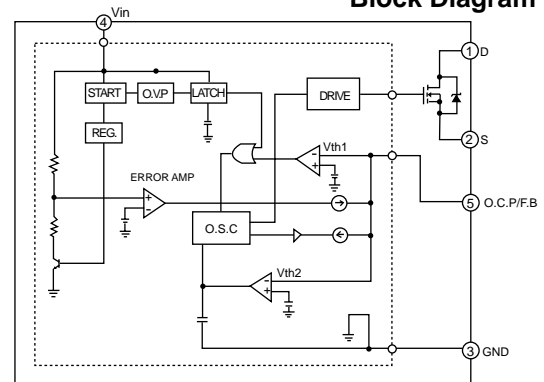 Block Diagram
4 Vin
1 D
START O.V.P LATCH DRIVE
REG.
2 S
Vth1
ERROR AMP
+
-
-
+
5 O.C.P/F.B
O.S.C
Vth2
-
+
3 GND